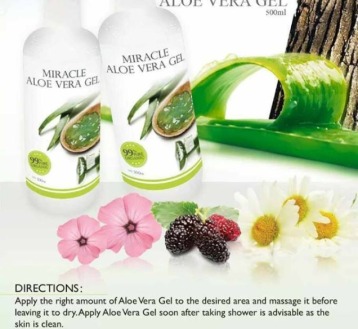 ALOE VERA GEL
500ml
MIRACLE
ALOE VERA GEL
MIRACLE
ALOE VERA GEL
99%
99%
DIRECTIONS:
Apply the right amount of Aloe Vera Gel to the desired area and massage it before
leaving it to dry. Apply Aloe Vera Gel soon after taking shower is advisable as the
skin is clean.